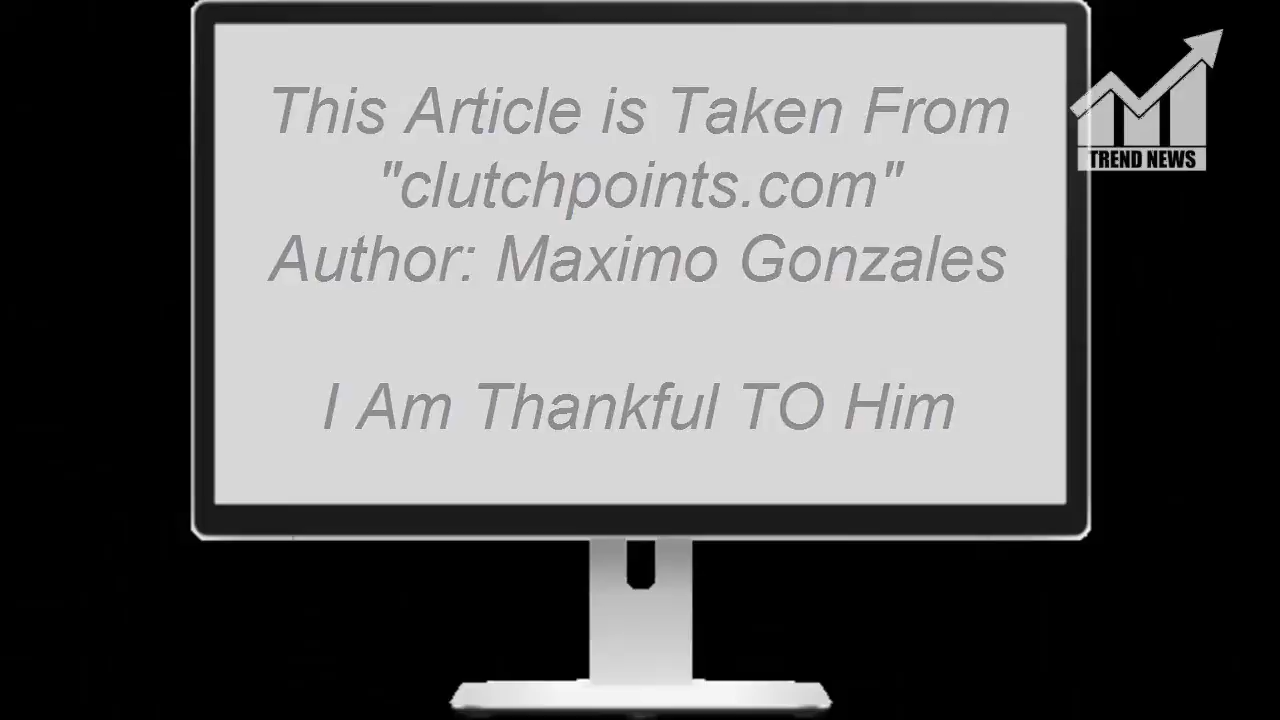 This Article is Taken From
"clutchpoints.com"
Author: Maximo Gonzales
I Am Thankful TO Him
TREND NEWS